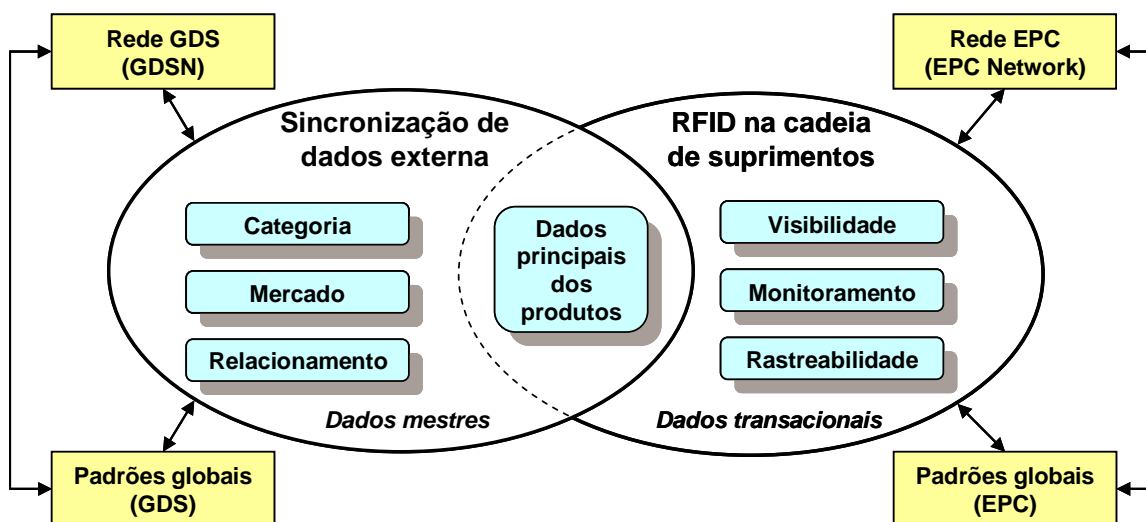 Rede GDS
(GDSN)
Rede EPC
(EPC Network)
Sincronização de
dados externa
RFID na cadeia
de suprimentos
Categoria
Mercado
Relacionamento
Dados
principais
dos
produtos
Visibilidade
Monitoramento
Rastreabilidade
Dados mestres
Dados transacionais
Padrões globais
(GDS)
Padrões globais
(EPC)